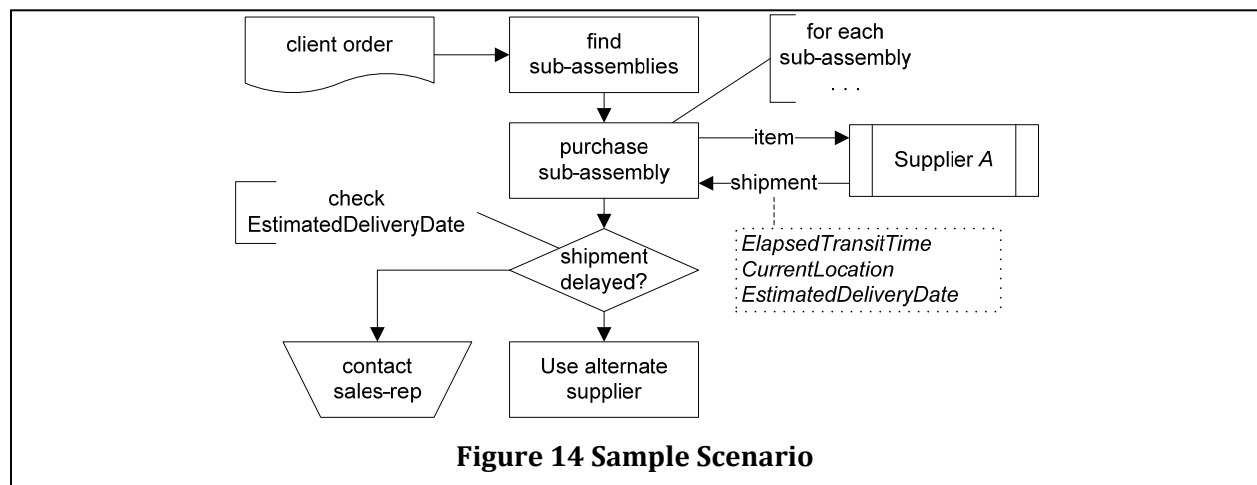 client order
find
sub-assemblies
for each
sub-assembly
. . .
purchase
sub-assembly
item
Supplier A
shipment
check
EstimatedDeliveryDate
ElapsedTransitTime
CurrentLocation
EstimatedDeliveryDate
shipment
delayed?
contact
sales-rep
Use alternate
supplier
Figure 14 Sample Scenario